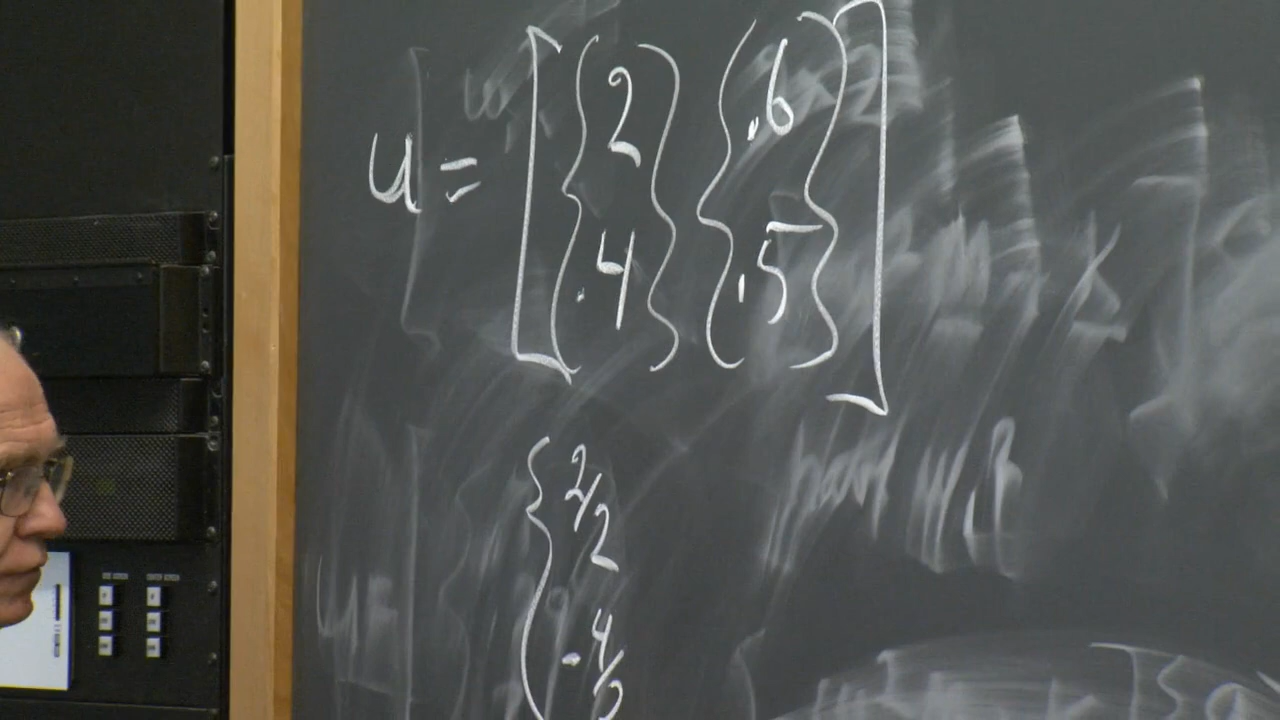 u = [ { 2 } { .6 } ]
{ .4 } { .5 }
{ 2/2
.4/2